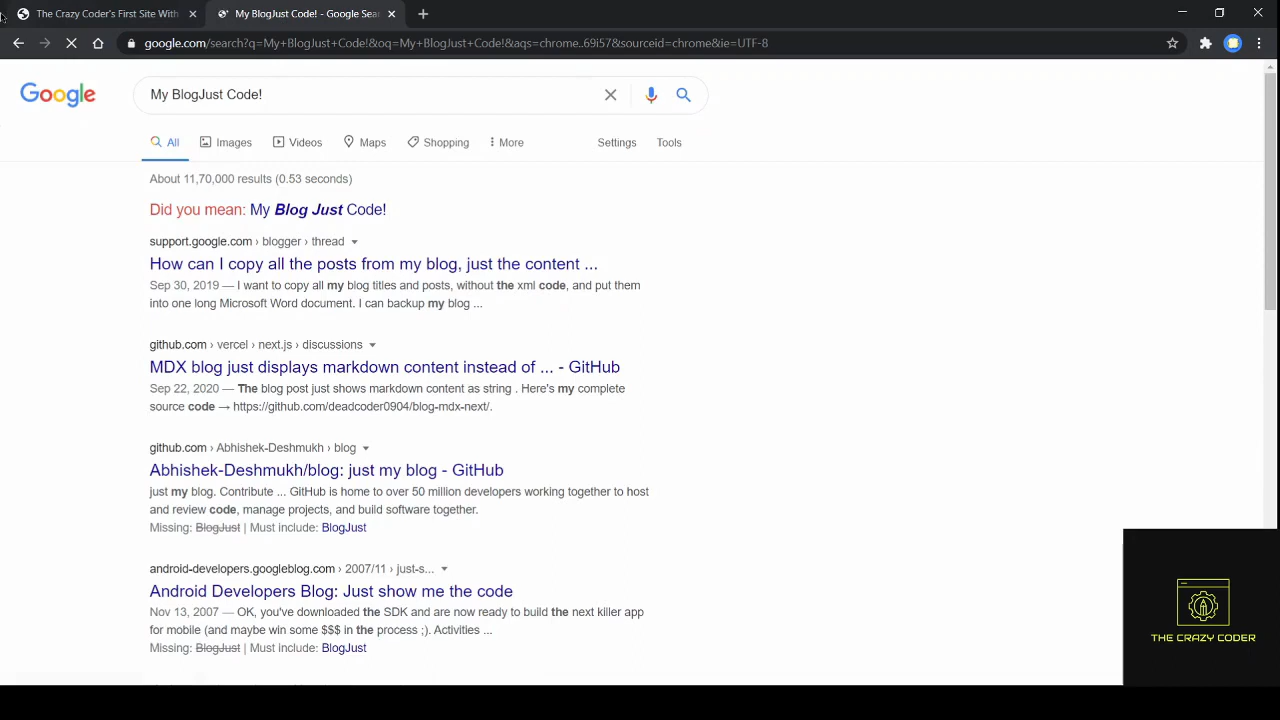 The Crazy Coder's First Site With
My BlogJust Code! - Google Sear
google.com/search?q=My+BlogJust+Code!&oq=My+BlogJust+Code!&aqs=chrome..69i57&sourceid=chrome&ie=UTF-8
Google
My BlogJust Code!
All Images Videos Maps Shopping More Settings Tools
About 11,70,000 results (0.53 seconds)
Did you mean: My Blog Just Code!
support.google.com › blogger › thread
How can I copy all the posts from my blog, just the content ...
Sep 30, 2019 — I want to copy all my blog titles and posts, without the xml code, and put them
into one long Microsoft Word document. I can backup my blog ...
github.com › vercel › next.js › discussions
MDX blog just displays markdown content instead of ... - GitHub
Sep 22, 2020 — The blog post just shows markdown content as string . Here's my complete
source code → https://github.com/deadcoder0904/blog-mdx-next/.
github.com › Abhishek-Deshmukh › blog
Abhishek-Deshmukh/blog: just my blog - GitHub
just my blog. Contribute ... GitHub is home to over 50 million developers working together to host
and review code, manage projects, and build software together.
Missing: BlogJust | Must include: BlogJust
android-developers.googleblog.com › 2007/11 › just-s...
Android Developers Blog: Just show me the code
Nov 13, 2007 — OK, you've downloaded the SDK and are now ready to build the next killer app
for mobile (and maybe win some $$$ in the process ;). Activities ...
Missing: BlogJust | Must include: BlogJust
THE CRAZY CODER